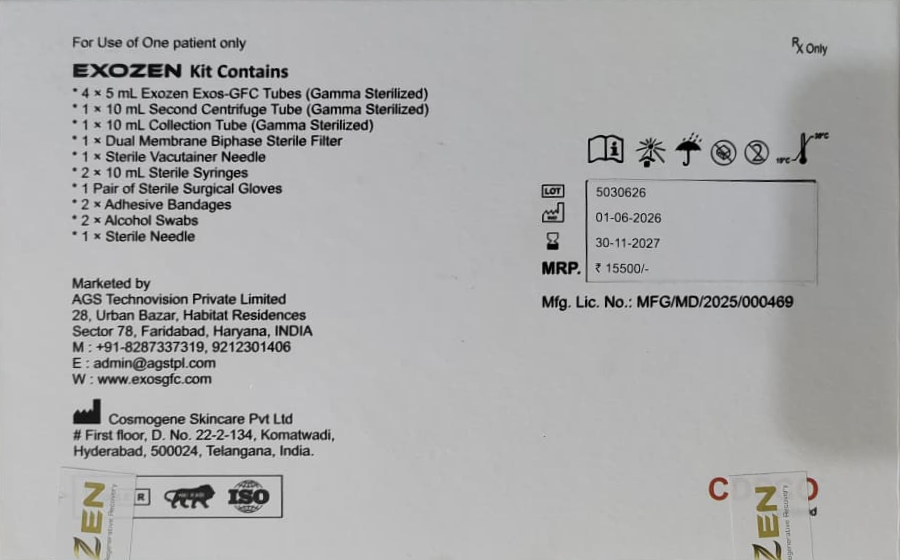 For Use of One patient only
Rx Only
EXOZEN Kit Contains
* 4 × 5 mL Exozen Exos-GFC Tubes (Gamma Sterilized)
* 1 × 10 mL Second Centrifuge Tube (Gamma Sterilized)
* 1 × 10 mL Collection Tube (Gamma Sterilized)
* 1 × Dual Membrane Biphase Sterile Filter
* 1 × Sterile Vacutainer Needle
* 2 × 10 mL Sterile Syringes
* 1 Pair of Sterile Surgical Gloves
* 2 × Adhesive Bandages
* 2 × Alcohol Swabs
* 1 × Sterile Needle
LOT 5030626
01-06-2026
30-11-2027
MRP. ₹ 15500/-
Mfg. Lic. No.: MFG/MD/2025/000469
Marketed by
AGS Technovision Private Limited
28, Urban Bazar, Habitat Residences
Sector 78, Faridabad, Haryana, INDIA
M : +91-8287337319, 9212301406
E : admin@agstpl.com
W : www.exosgfc.com
Cosmogene Skincare Pvt Ltd
# First floor, D. No. 22-2-134, Komatwadi,
Hyderabad, 500024, Telangana, India.
R
ISO
ZEN
ZEN